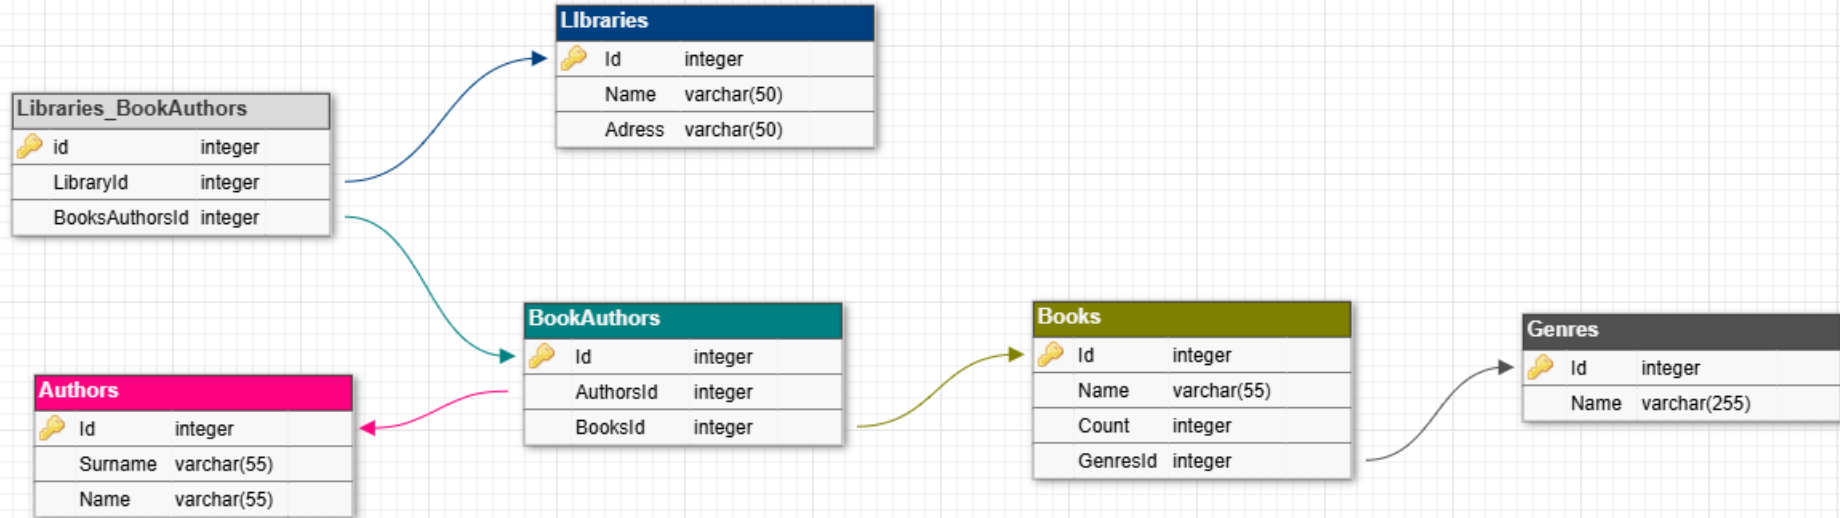 LIbraries
Id integer
Name varchar(50)
Adress varchar(50)
Libraries_BookAuthors
id integer
LibraryId integer
BooksAuthorsId integer
BookAuthors
Id integer
AuthorsId integer
BooksId integer
Books
Id integer
Name varchar(55)
Count integer
GenresId integer
Genres
Id integer
Name varchar(255)
Authors
Id integer
Surname varchar(55)
Name varchar(55)